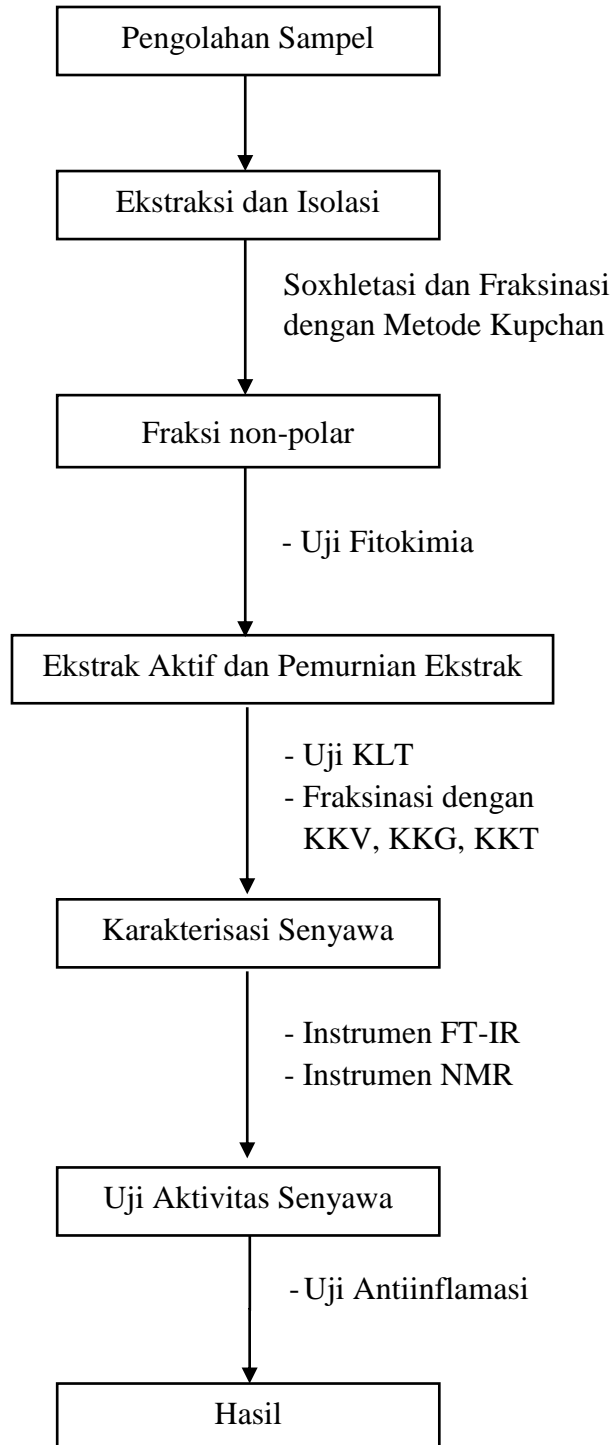 Pengolahan Sampel
Ekstraksi dan Isolasi
Soxhletasi dan Fraksinasi
dengan Metode Kupchan
Fraksi non-polar
- Uji Fitokimia
Ekstrak Aktif dan Pemurnian Ekstrak
- Uji KLT
- Fraksinasi dengan
KKV, KKG, KKT
Karakterisasi Senyawa
- Instrumen FT-IR
- Instrumen NMR
Uji Aktivitas Senyawa
- Uji Antiinflamasi
Hasil